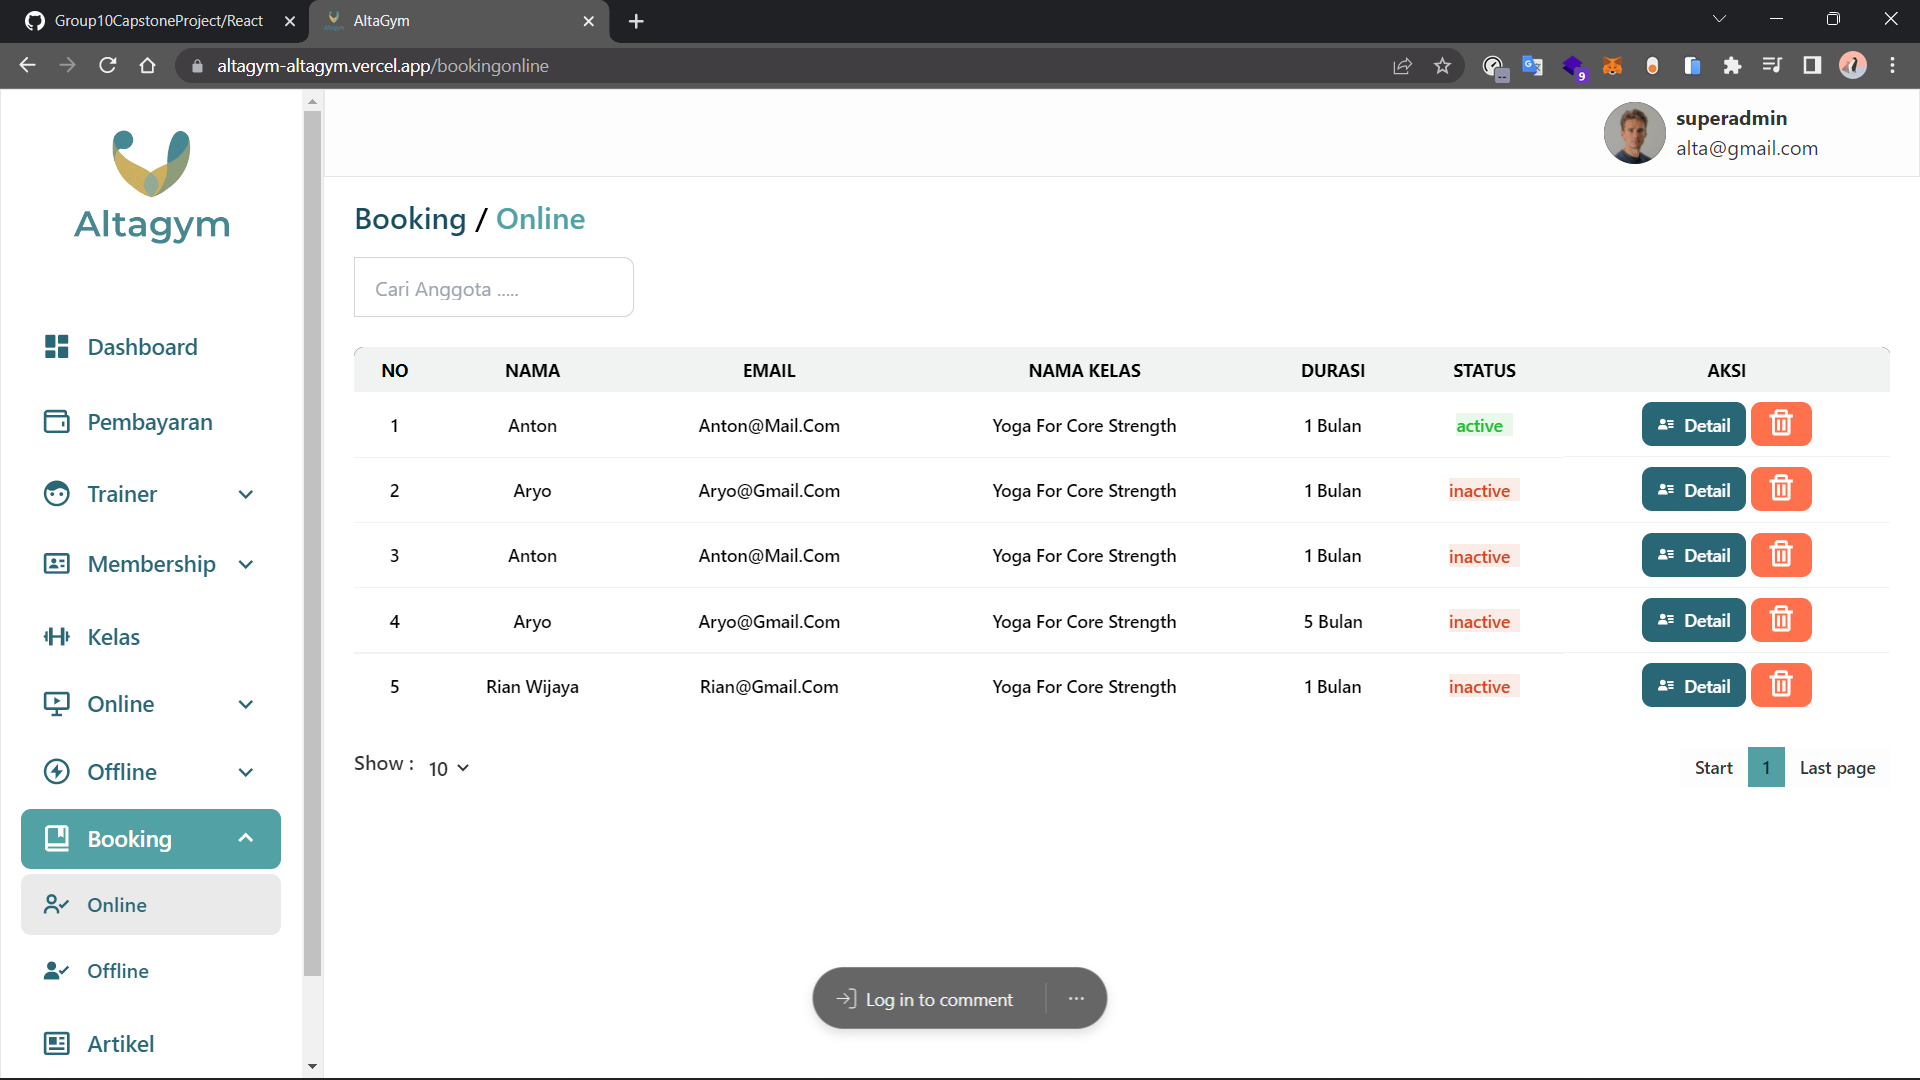 Group10CapstoneProject/React
AltaGym
altagym-altagym.vercel.app/bookingonline
9
superadmin
alta@gmail.com
Altagym
Booking / Online
Cari Anggota .....
Dashboard
Pembayaran
Trainer
Membership
Kelas
Online
Offline
Booking
Online
Offline
Artikel
NO NAMA EMAIL NAMA KELAS DURASI STATUS AKSI
1 Anton Anton@Mail.Com Yoga For Core Strength 1 Bulan active Detail
2 Aryo Aryo@Gmail.Com Yoga For Core Strength 1 Bulan inactive Detail
3 Anton Anton@Mail.Com Yoga For Core Strength 1 Bulan inactive Detail
4 Aryo Aryo@Gmail.Com Yoga For Core Strength 5 Bulan inactive Detail
5 Rian Wijaya Rian@Gmail.Com Yoga For Core Strength 1 Bulan inactive Detail
Show : 10
Start 1 Last page
Log in to comment